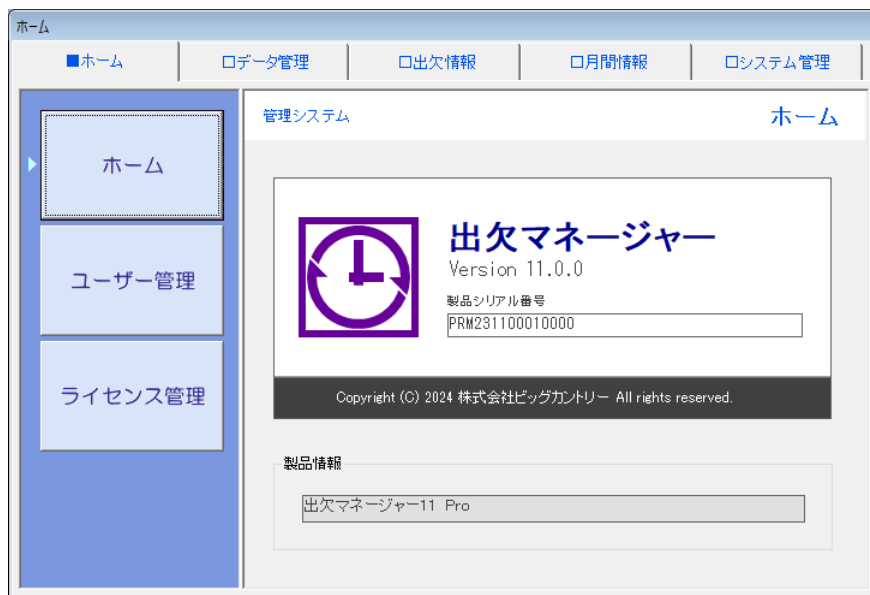 ホーム
■ホーム
□データ管理
□出欠情報
□月間情報
□システム管理
ホーム
ユーザー管理
ライセンス管理
管理システム
ホーム
出欠マネージャー
Version 11.0.0
製品シリアル番号
PRM231100010000
Copyright (C) 2024 株式会社ビッグカントリー All rights reserved.
製品情報
出欠マネージャー11 Pro